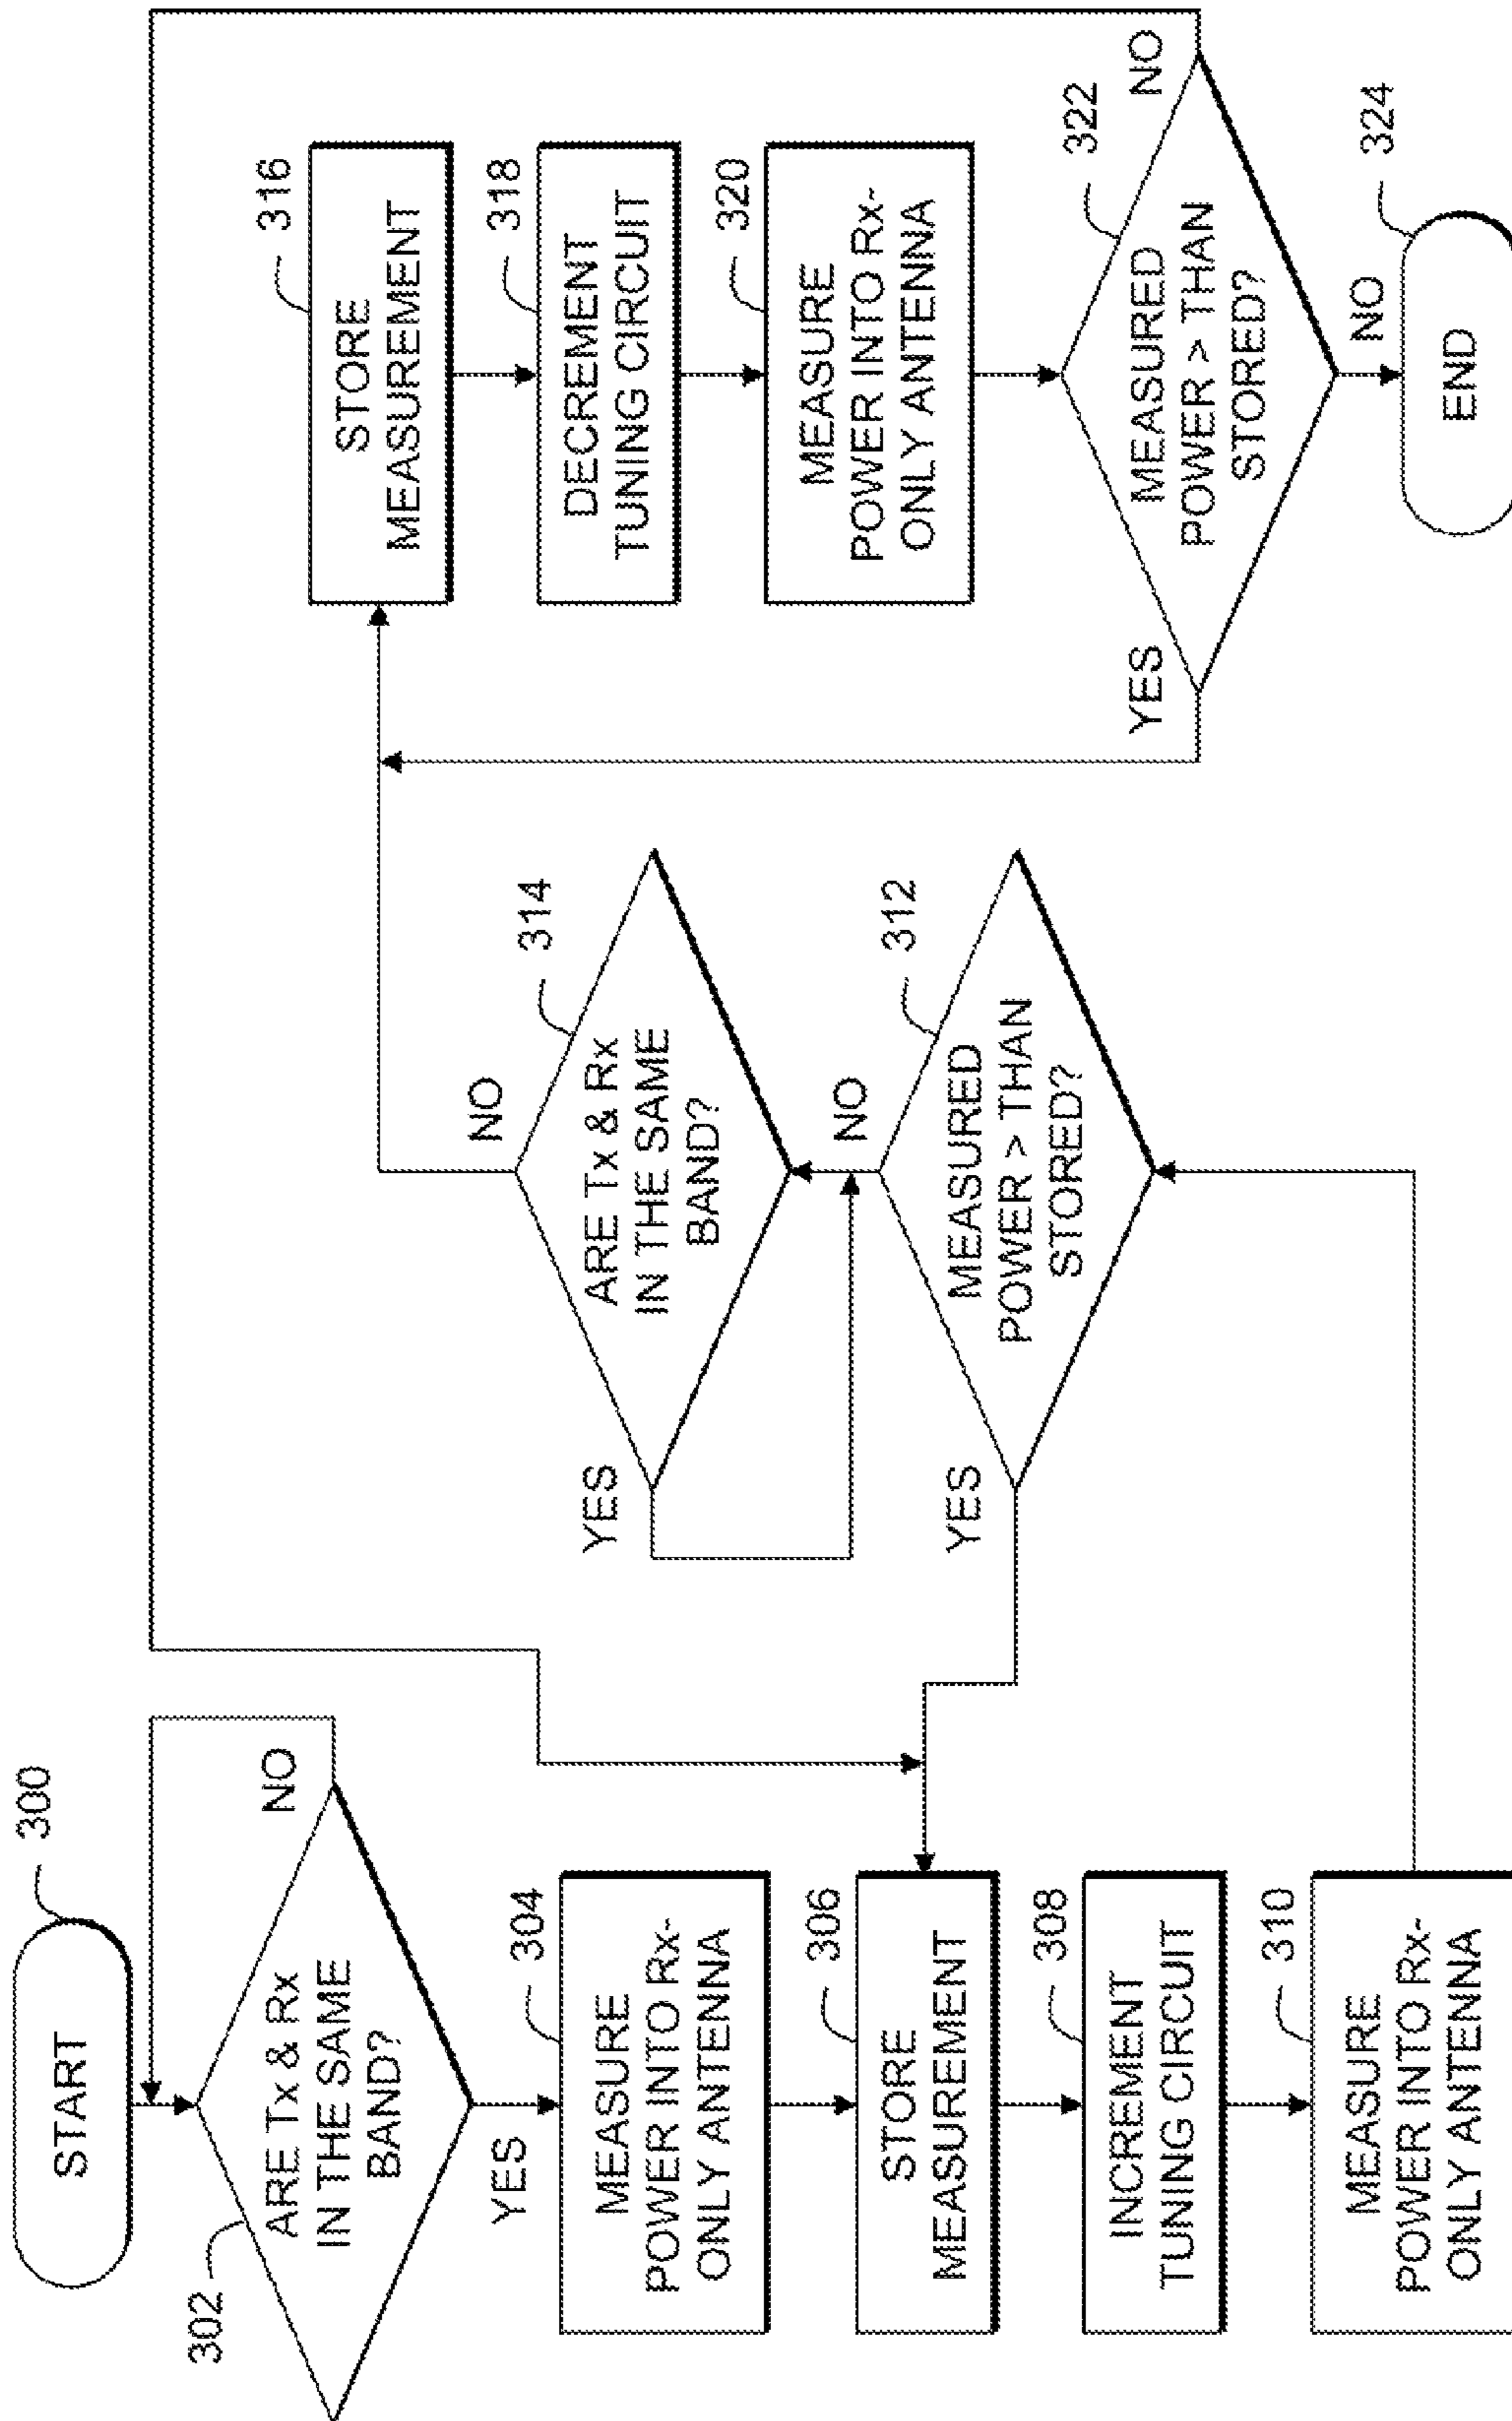 START
300
ARE Tx & Rx
IN THE SAME
BAND?
302
NO
YES
MEASURE
POWER INTO Rx-
ONLY ANTENNA
304
STORE
MEASUREMENT
306
INCREMENT
TUNING CIRCUIT
308
MEASURE
POWER INTO Rx-
ONLY ANTENNA
310
ARE Tx & Rx
IN THE SAME
BAND?
314
NO
YES
MEASURED
POWER > THAN
STORED?
312
NO
YES
STORE
MEASUREMENT
316
DECREMENT
TUNING CIRCUIT
318
MEASURE
POWER INTO Rx-
ONLY ANTENNA
320
MEASURED
POWER > THAN
STORED?
322
YES
NO
NO
END
324